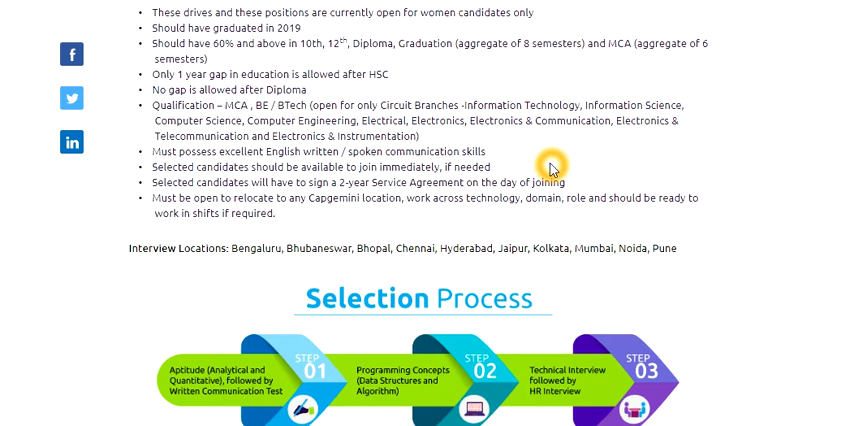 • These drives and these positions are currently open for women candidates only
• Should have graduated in 2019
• Should have 60% and above in 10th, 12th, Diploma, Graduation (aggregate of 8 semesters) and MCA (aggregate of 6
semesters)
• Only 1 year gap in education is allowed after HSC
• No gap is allowed after Diploma
• Qualification – MCA , BE / BTech (open for only Circuit Branches -Information Technology, Information Science,
Computer Science, Computer Engineering, Electrical, Electronics, Electronics & Communication, Electronics &
Telecommunication and Electronics & Instrumentation)
• Must possess excellent English written / spoken communication skills
• Selected candidates should be available to join immediately, if needed
• Selected candidates will have to sign a 2-year Service Agreement on the day of joining
• Must be open to relocate to any Capgemini location, work across technology, domain, role and should be ready to
work in shifts if required.
Interview Locations: Bengaluru, Bhubaneswar, Bhopal, Chennai, Hyderabad, Jaipur, Kolkata, Mumbai, Noida, Pune
Selection Process
Aptitude (Analytical and
Quantitative), followed by
Written Communication Test
STEP
01
Programming Concepts
(Data Structures and
Algorithm)
STEP
02
Technical Interview
followed by
HR Interview
STEP
03
f
in